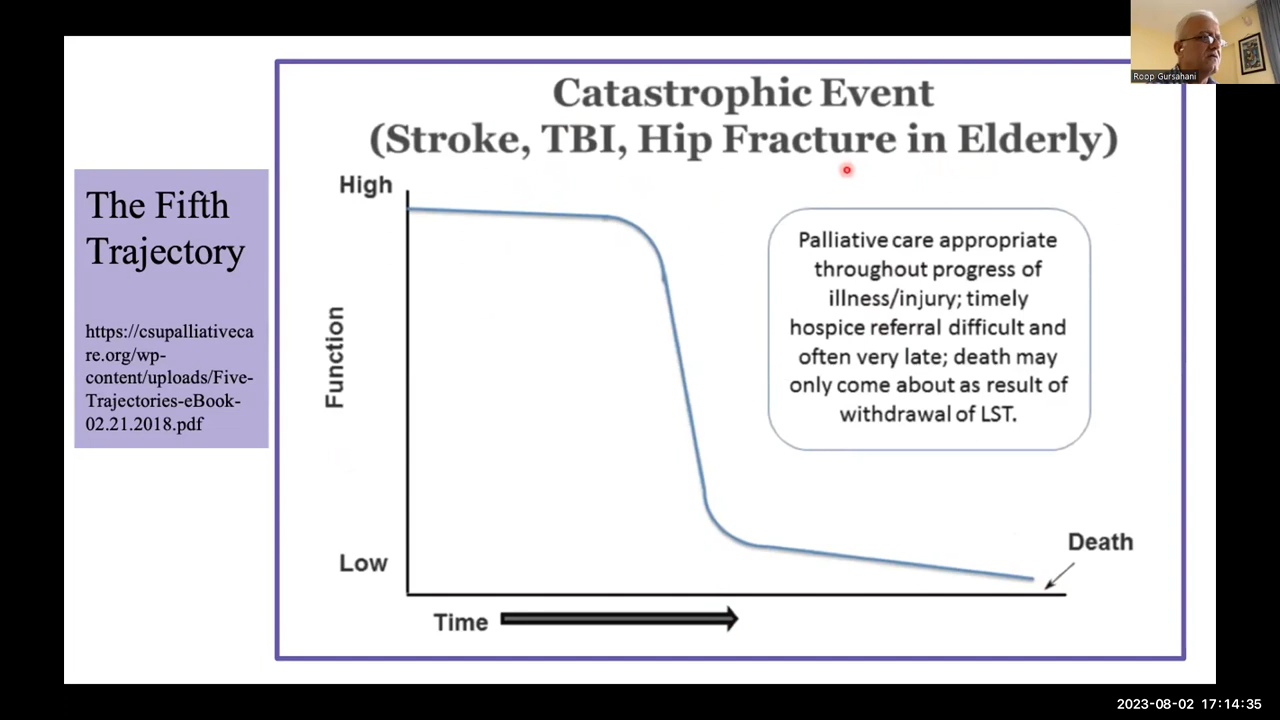 Roop Gursahani
Catastrophic Event
(Stroke, TBI, Hip Fracture in Elderly)
The Fifth
Trajectory
https://csupalliativeca
re.org/wp-
content/uploads/Five-
Trajectories-eBook-
02.21.2018.pdf
High
Function
Low
Time
Palliative care appropriate
throughout progress of
illness/injury; timely
hospice referral difficult and
often very late; death may
only come about as result of
withdrawal of LST.
Death
2023-08-02 17:14:35